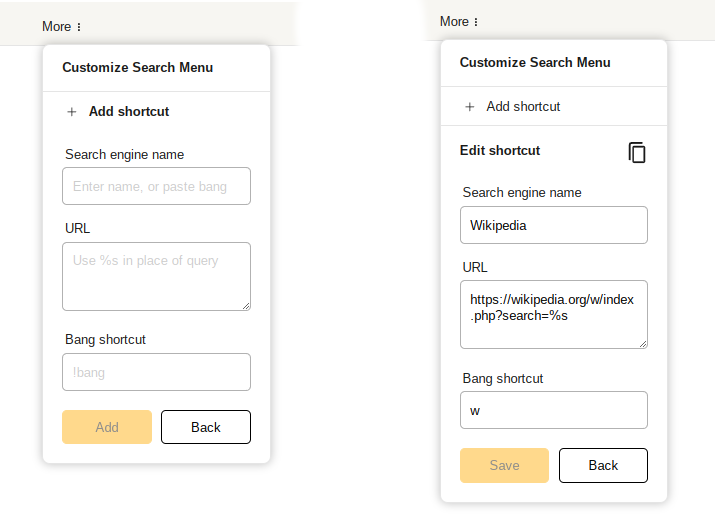 More
Customize Search Menu
+ Add shortcut
Search engine name
Enter name, or paste bang
URL
Use %s in place of query
Bang shortcut
!bang
Add Back
More
Customize Search Menu
+ Add shortcut
Edit shortcut
Search engine name
Wikipedia
URL
https://wikipedia.org/w/index
.php?search=%s
Bang shortcut
w
Save Back